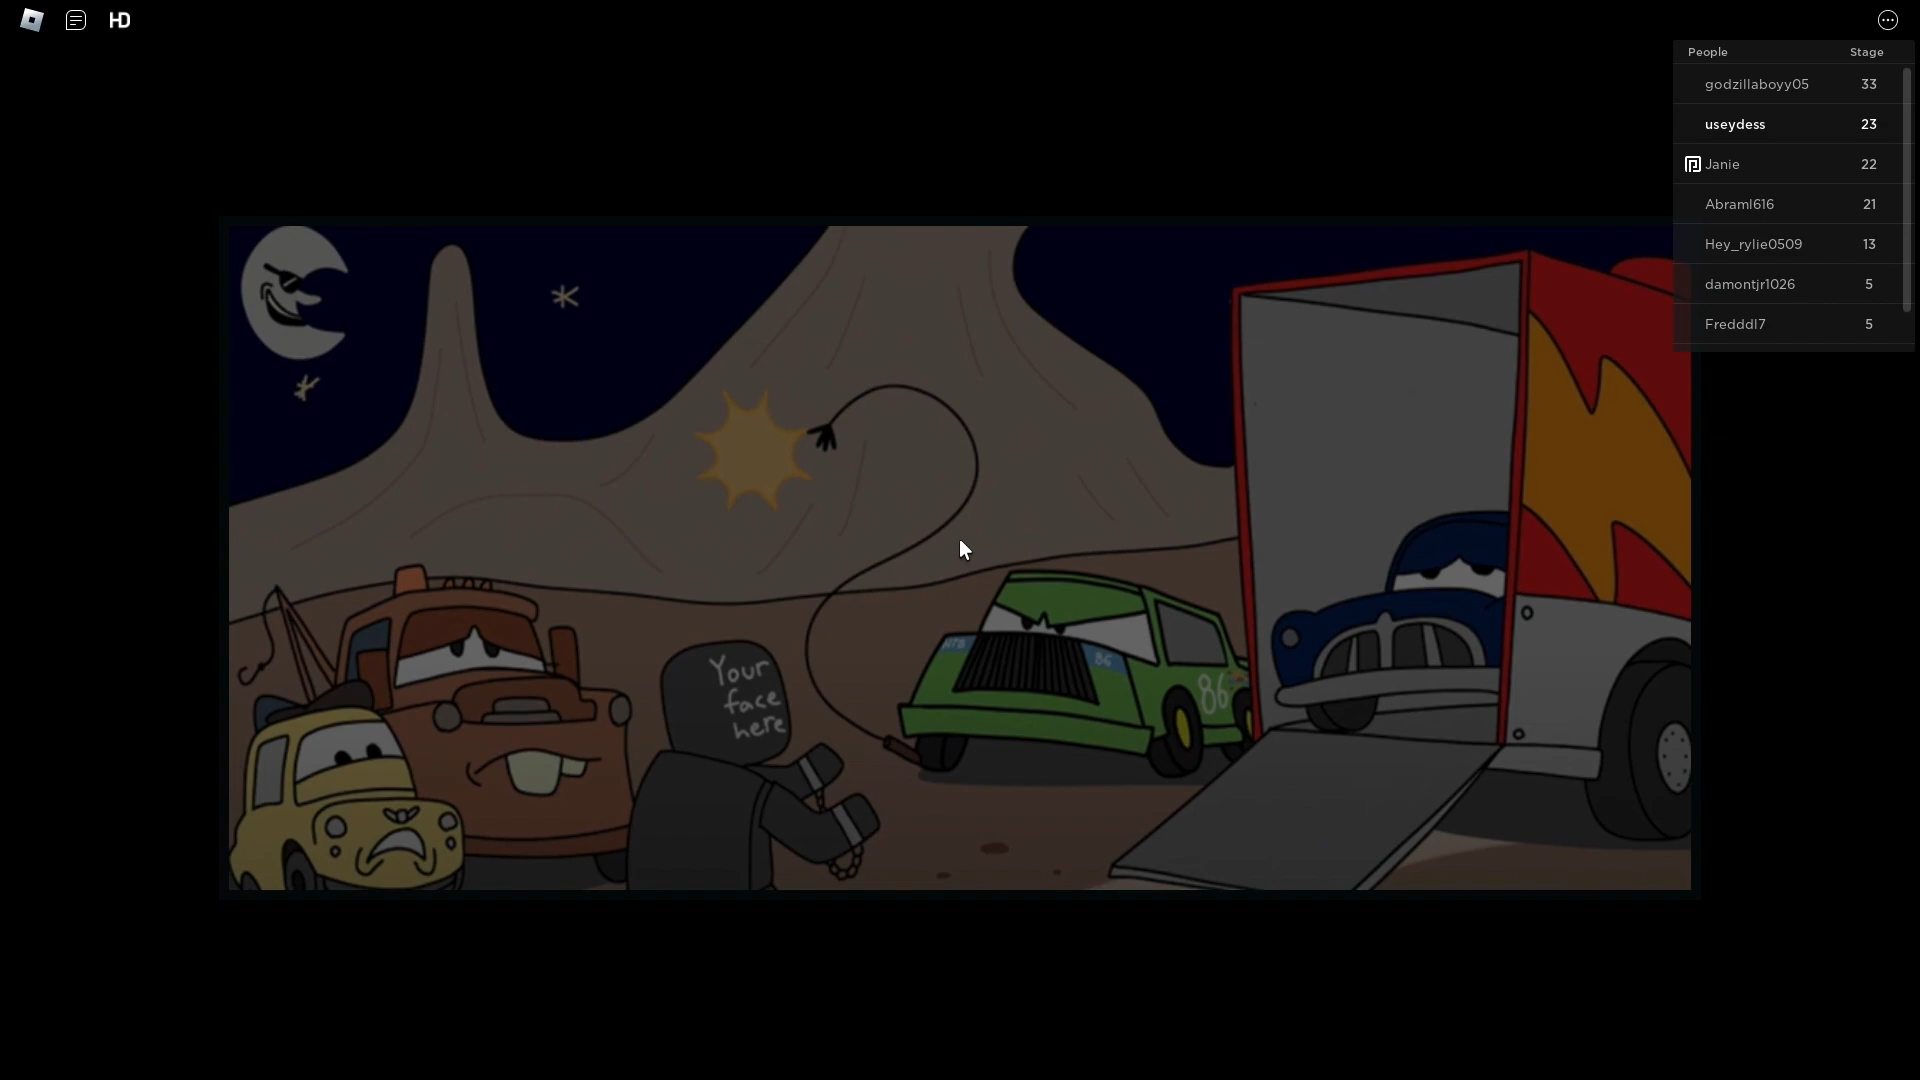 HD
People Stage
godzillaboyy05 33
useydess 23
Janie 22
Abraml616 21
Hey_rylie0509 13
damontjr1026 5
Fredddl7 5
Your
face
here
HTB
86
86